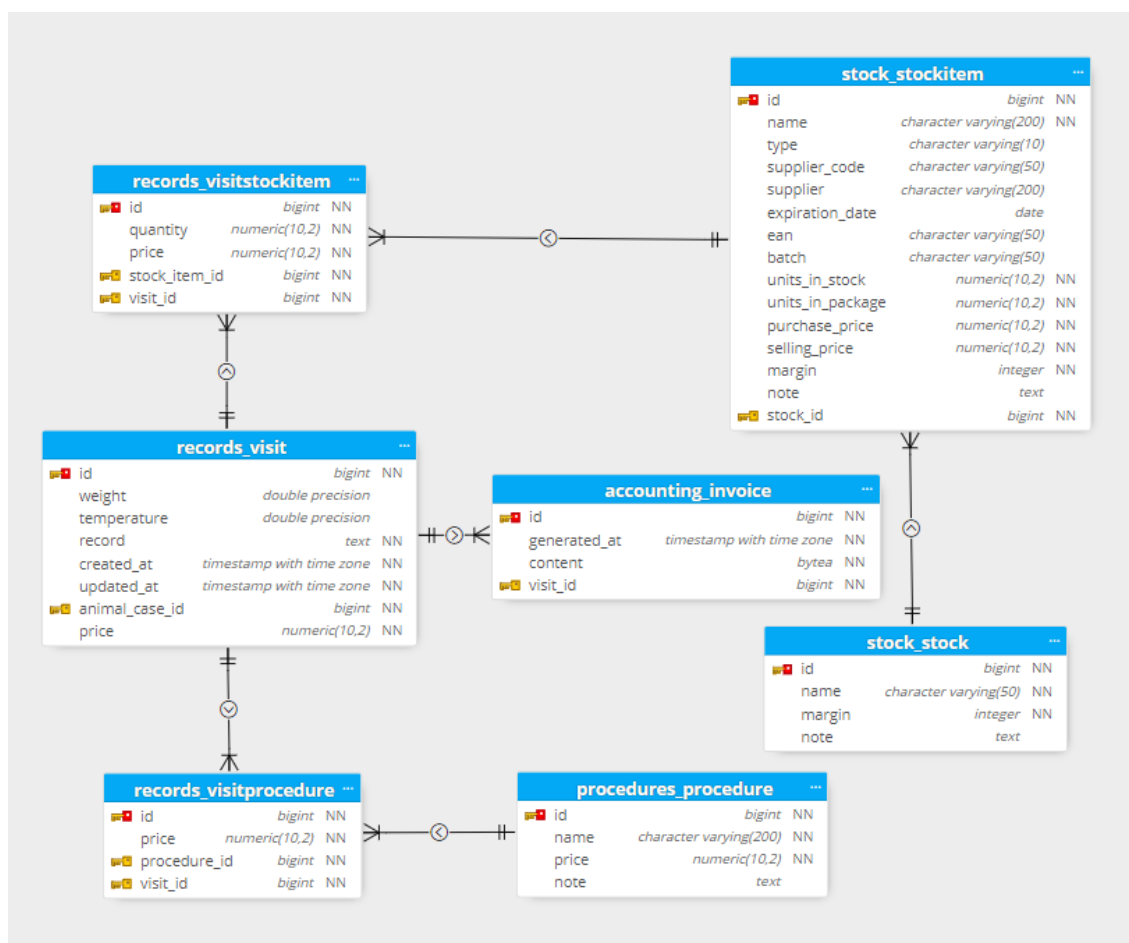 stock_stockitem ...
id bigint NN
name character varying(200) NN
type character varying(10)
supplier_code character varying(50)
supplier character varying(200)
expiration_date date
ean character varying(50)
batch character varying(50)
units_in_stock numeric(10,2) NN
units_in_package numeric(10,2) NN
purchase_price numeric(10,2) NN
selling_price numeric(10,2) NN
margin integer NN
note text
stock_id bigint NN
records_visitstockitem ...
id bigint NN
quantity numeric(10,2) NN
price numeric(10,2) NN
stock_item_id bigint NN
visit_id bigint NN
records_visit ...
id bigint NN
weight double precision
temperature double precision
record text NN
created_at timestamp with time zone NN
updated_at timestamp with time zone NN
animal_case_id bigint NN
price numeric(10,2) NN
accounting_invoice ...
id bigint NN
generated_at timestamp with time zone NN
content bytea NN
visit_id bigint NN
stock_stock ...
id bigint NN
name character varying(50) NN
margin integer NN
note text
records_visitprocedure ...
id bigint NN
price numeric(10,2) NN
procedure_id bigint NN
visit_id bigint NN
procedures_procedure ...
id bigint NN
name character varying(200) NN
price numeric(10,2) NN
note text